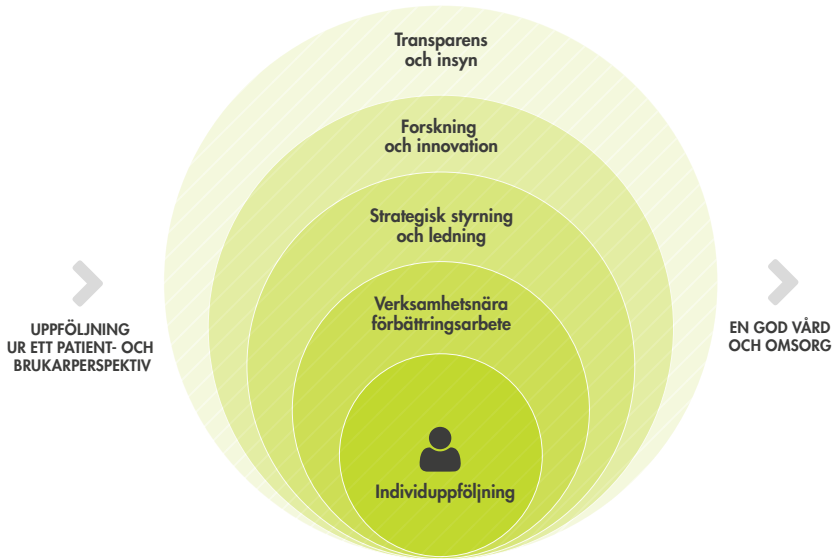 Transparens
och insyn
Forskning
och innovation
Strategisk styrning
och ledning
Verksamhetsnära
förbättringsarbete
Individuppföljning
UPPFÖLJNING
UR ETT PATIENT- OCH
BRUKARPERSPEKTIV
EN GOD VÅRD
OCH OMSORG